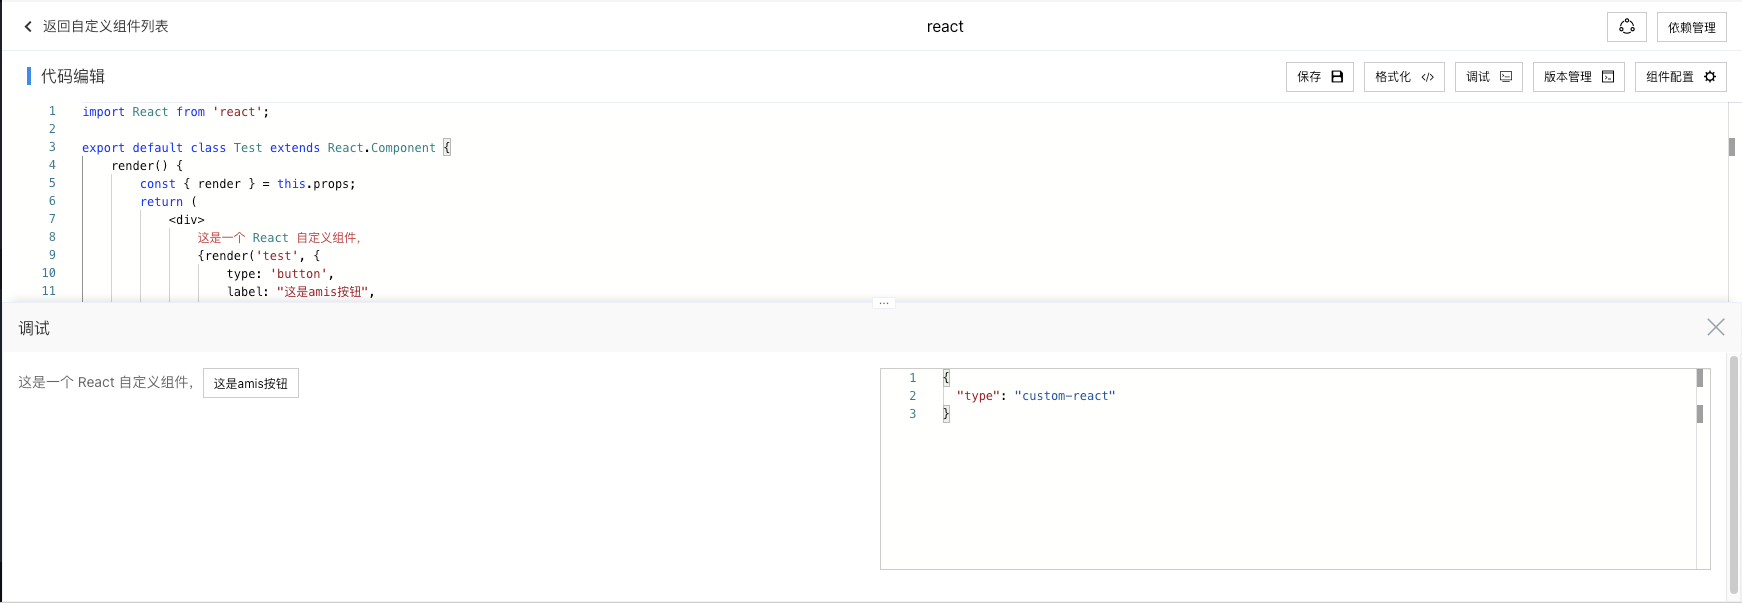 返回自定义组件列表
react
依赖管理
代码编辑
保存
格式化 </>
调试
版本管理
组件配置
1 import React from 'react';
2
3 export default class Test extends React.Component {
4 render() {
5 const { render } = this.props;
6 return (
7 <div>
8 这是一个 React 自定义组件,
9 {render('test', {
10 type: 'button',
11 label: "这是amis按钮",
...
调试
这是一个 React 自定义组件,
这是amis按钮
1 {
2 "type": "custom-react"
3 }